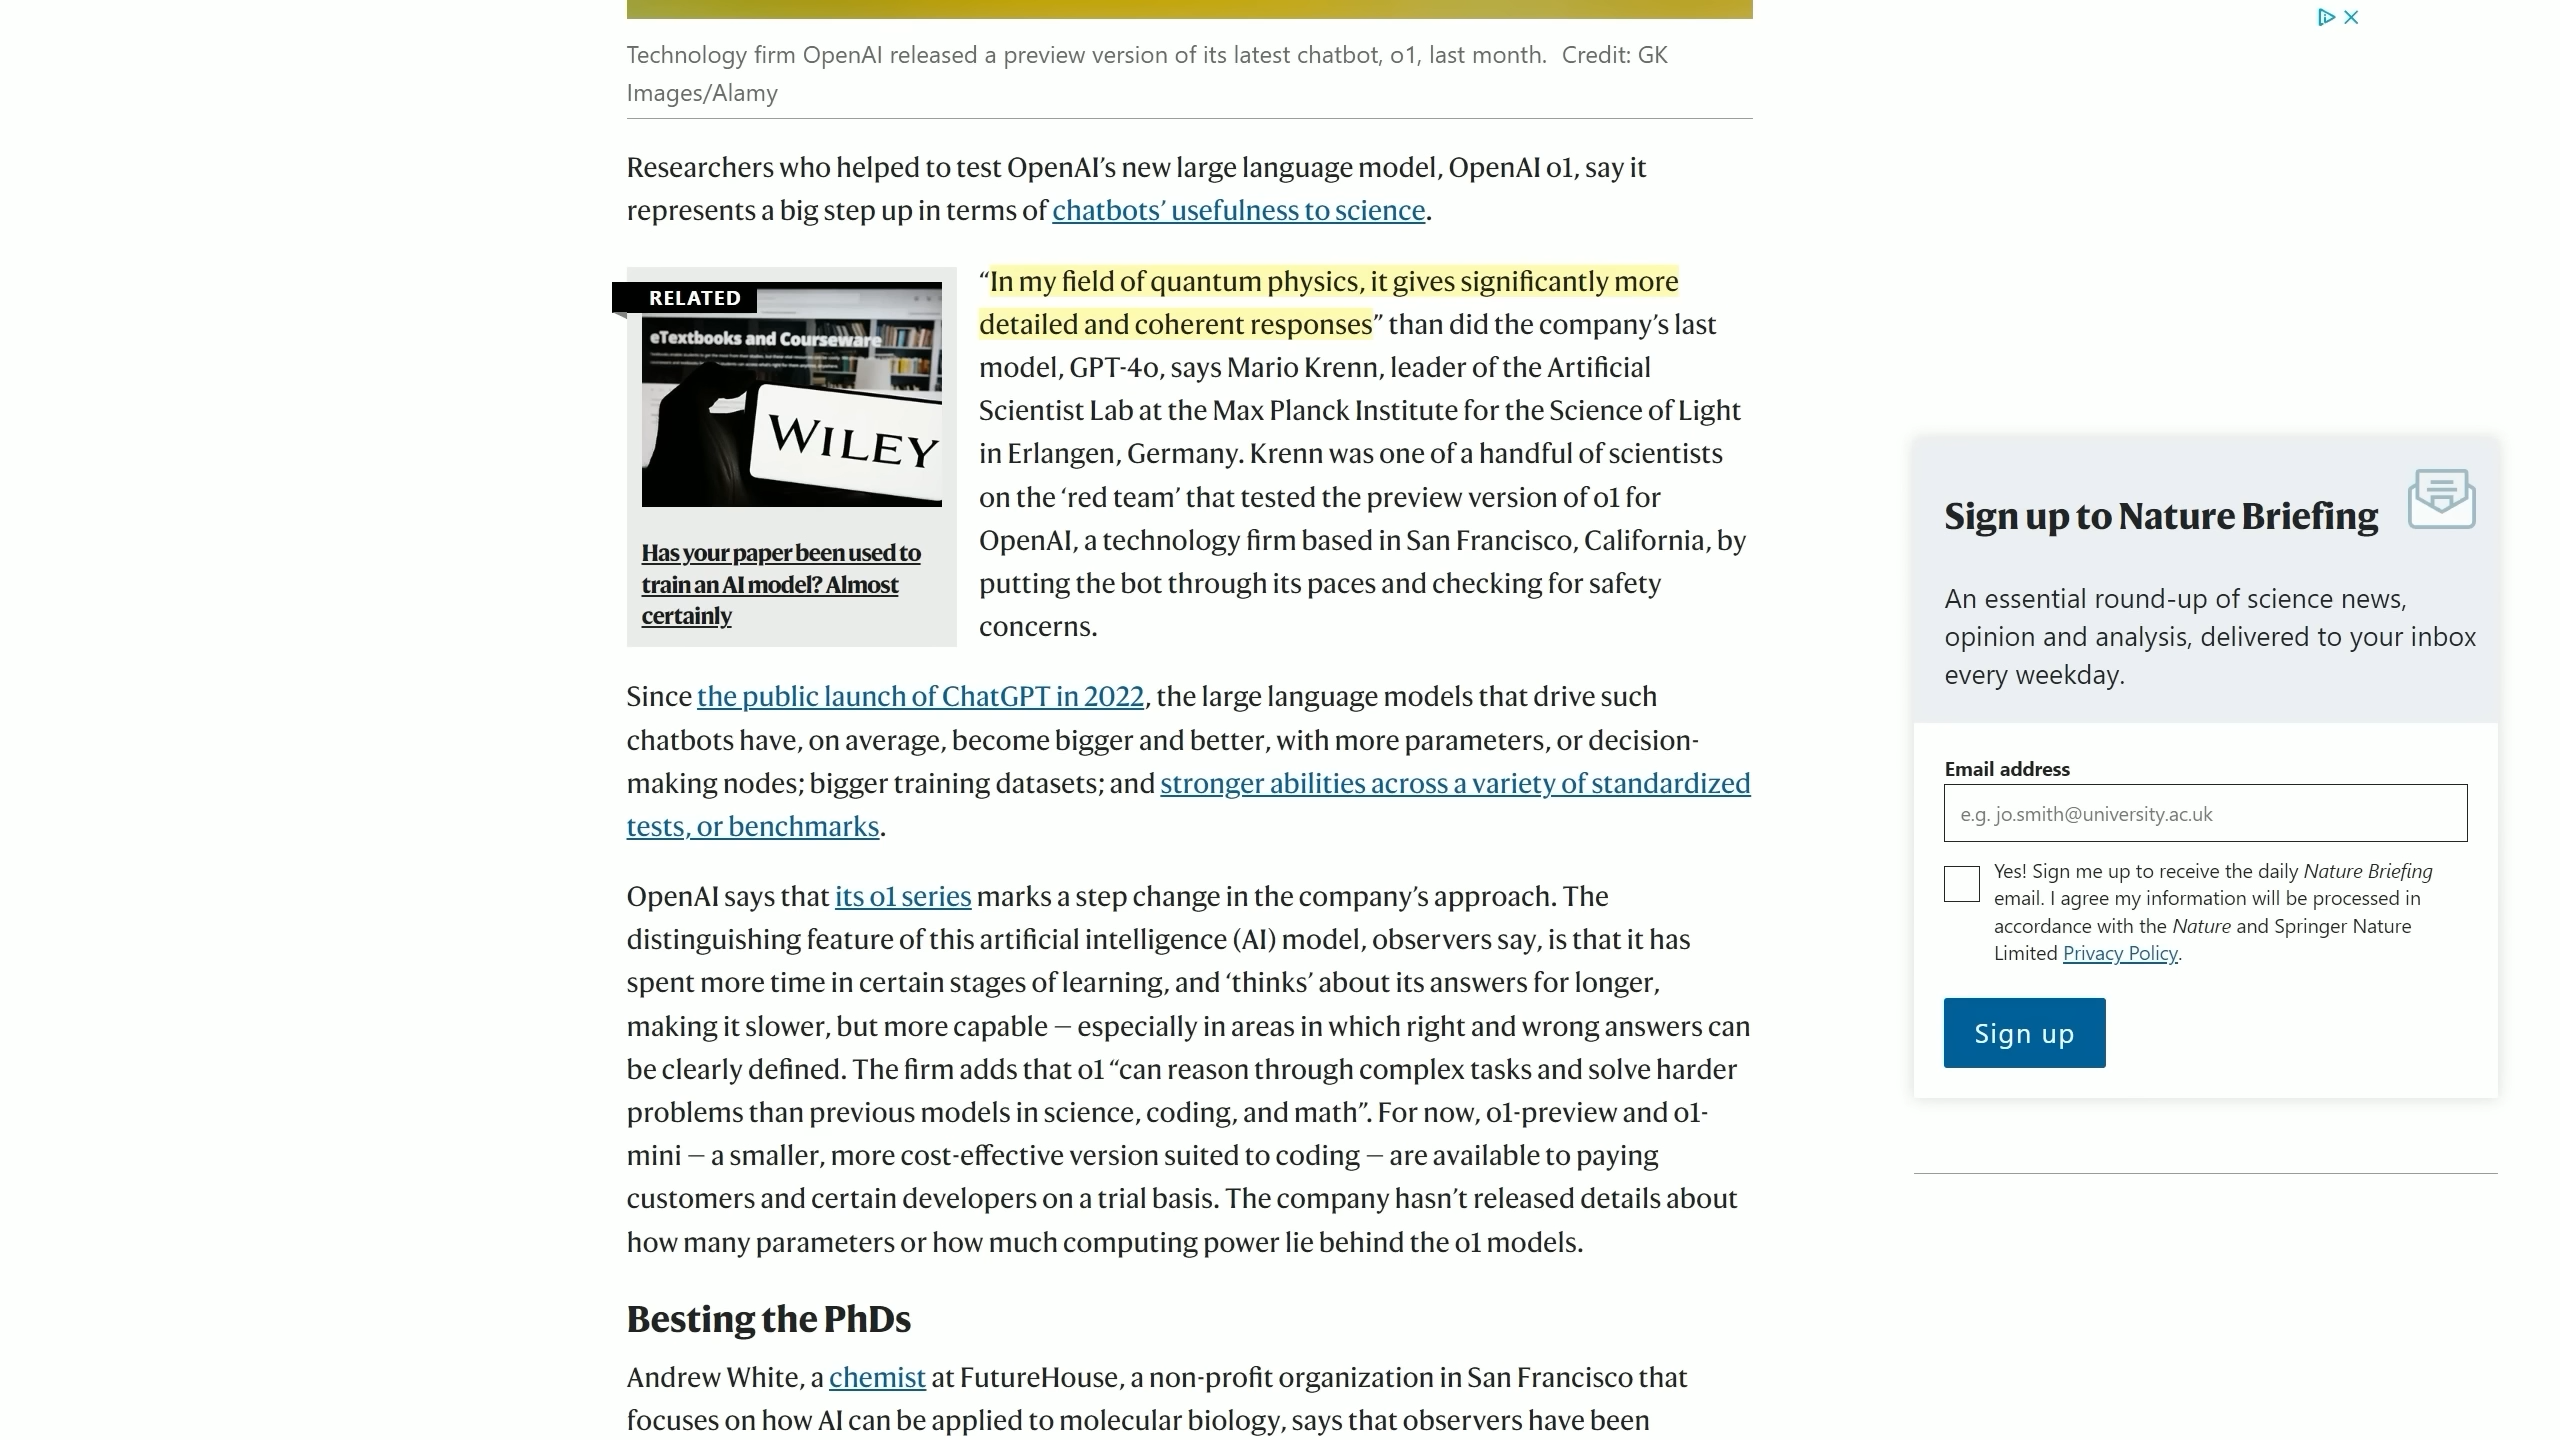 Technology firm OpenAI released a preview version of its latest chatbot, o1, last month. Credit: GK
Images/Alamy
Researchers who helped to test OpenAI’s new large language model, OpenAI o1, say it
represents a big step up in terms of chatbots’ usefulness to science.
RELATED
eTextbooks and Courseware
WILEY
Has your paper been used to
train an AI model? Almost
certainly
“In my field of quantum physics, it gives significantly more
detailed and coherent responses” than did the company’s last
model, GPT-4o, says Mario Krenn, leader of the Artificial
Scientist Lab at the Max Planck Institute for the Science of Light
in Erlangen, Germany. Krenn was one of a handful of scientists
on the ‘red team’ that tested the preview version of o1 for
OpenAI, a technology firm based in San Francisco, California, by
putting the bot through its paces and checking for safety
concerns.
Since the public launch of ChatGPT in 2022, the large language models that drive such
chatbots have, on average, become bigger and better, with more parameters, or decision-
making nodes; bigger training datasets; and stronger abilities across a variety of standardized
tests, or benchmarks.
OpenAI says that its o1 series marks a step change in the company’s approach. The
distinguishing feature of this artificial intelligence (AI) model, observers say, is that it has
spent more time in certain stages of learning, and ‘thinks’ about its answers for longer,
making it slower, but more capable — especially in areas in which right and wrong answers can
be clearly defined. The firm adds that o1 “can reason through complex tasks and solve harder
problems than previous models in science, coding, and math”. For now, o1-preview and o1-
mini — a smaller, more cost-effective version suited to coding — are available to paying
customers and certain developers on a trial basis. The company hasn’t released details about
how many parameters or how much computing power lie behind the o1 models.
Besting the PhDs
Andrew White, a chemist at FutureHouse, a non-profit organization in San Francisco that
focuses on how AI can be applied to molecular biology, says that observers have been
Sign up to Nature Briefing
An essential round-up of science news,
opinion and analysis, delivered to your inbox
every weekday.
Email address
e.g. jo.smith@university.ac.uk
Yes! Sign me up to receive the daily Nature Briefing
email. I agree my information will be processed in
accordance with the Nature and Springer Nature
Limited Privacy Policy.
Sign up